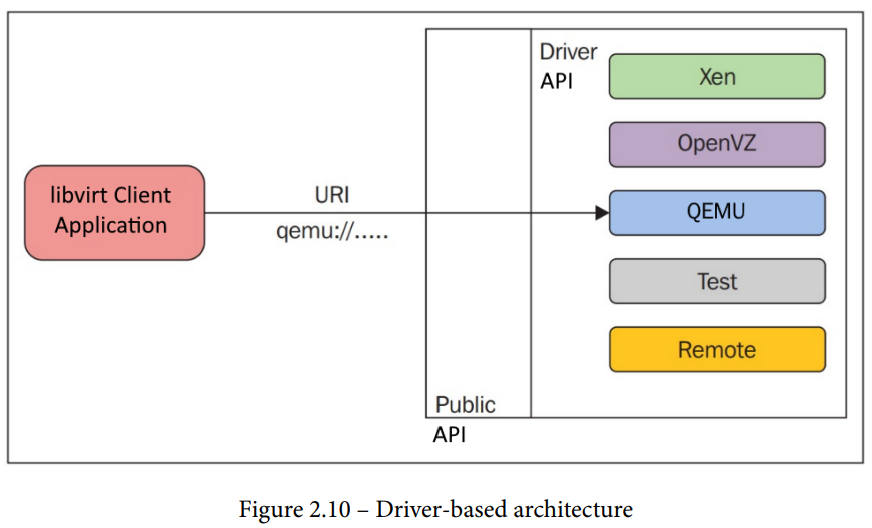 libvirt Client
Application
URI
qemu://.....
Driver
API
Xen
OpenVZ
QEMU
Test
Remote
Public
API
Figure 2.10 – Driver-based architecture